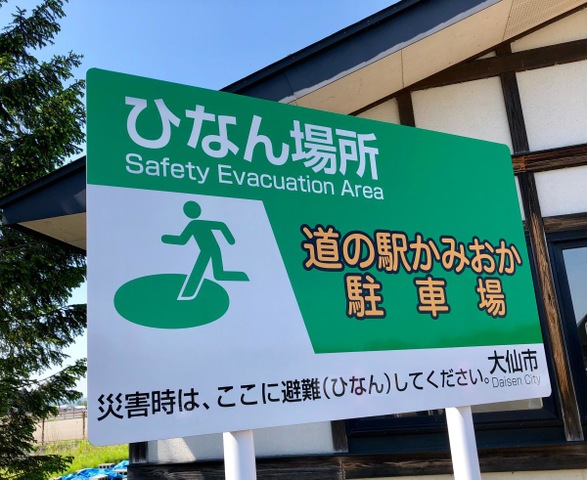 ひなん場所
Safety Evacuation Area
道の駅かみおか
駐車場
災害時は、ここに避難(ひなん)してください。
大仙市
Daisen City